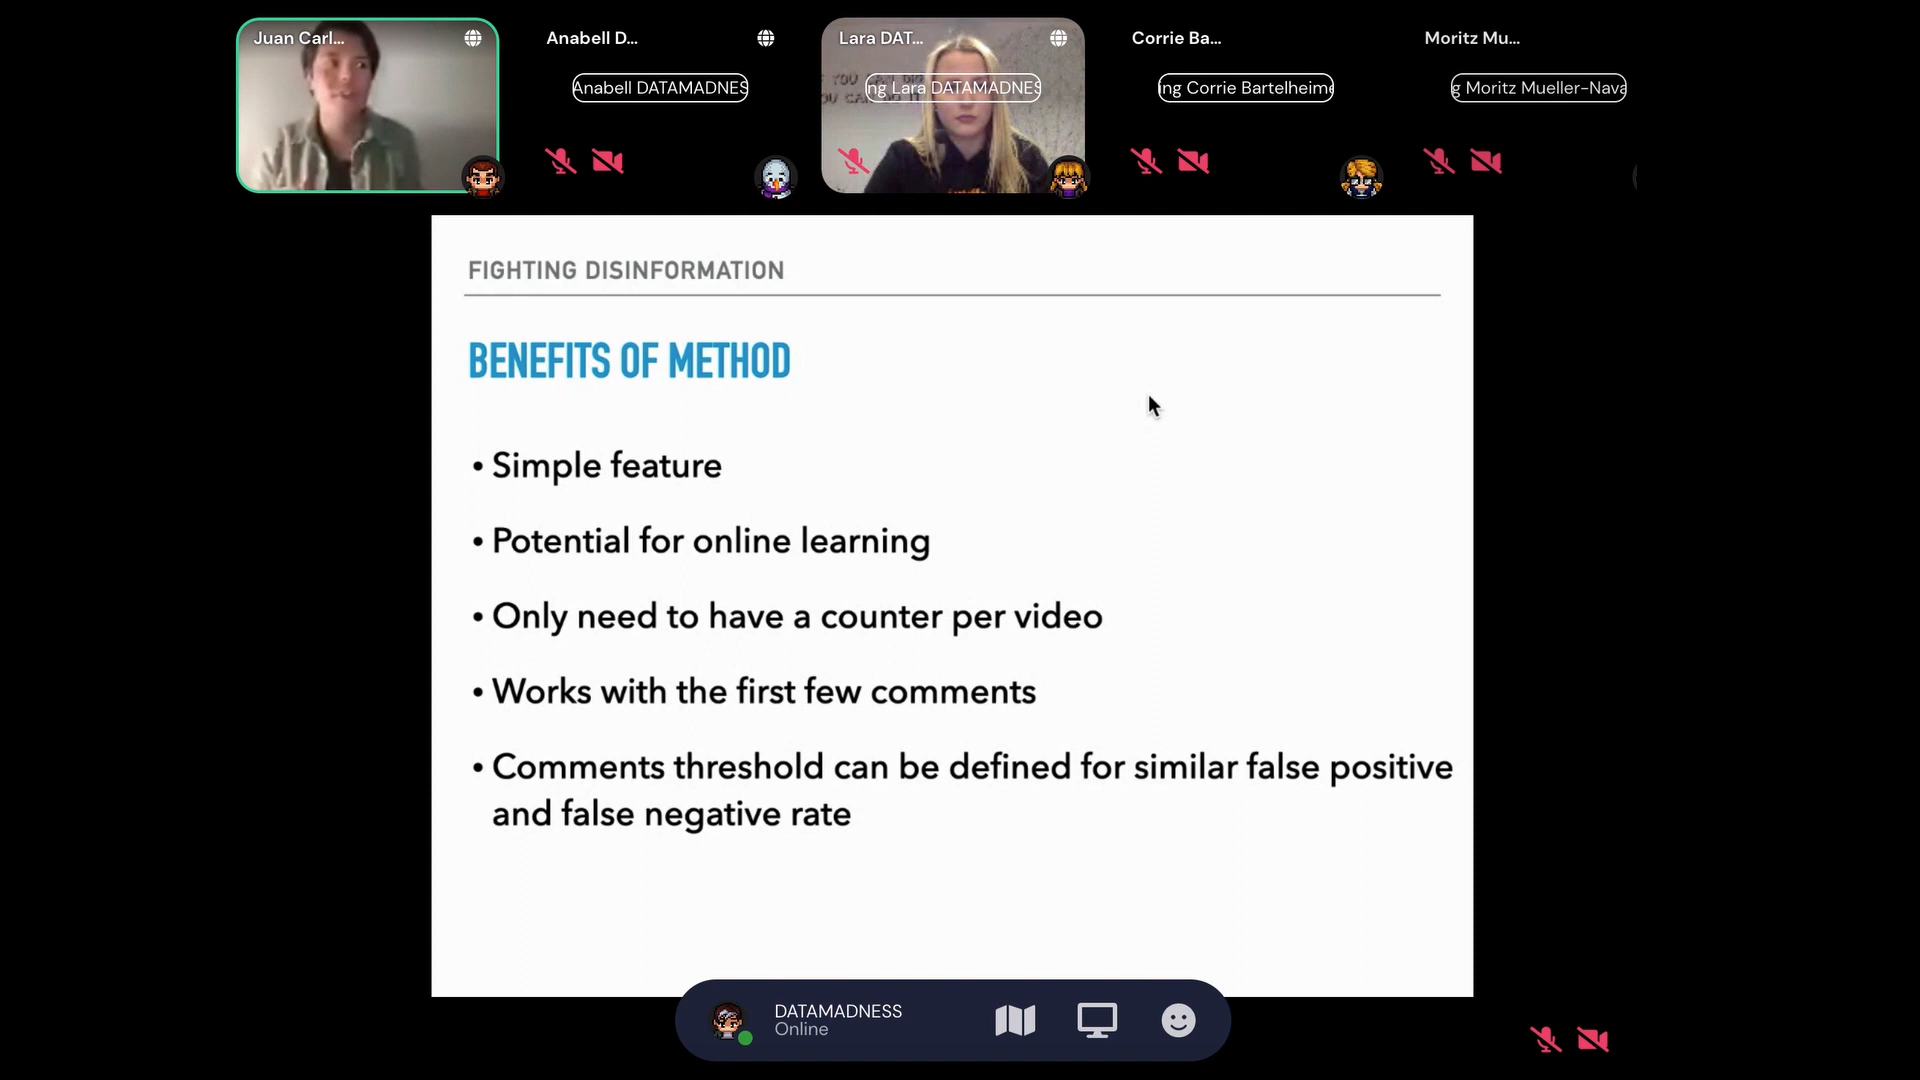 Juan Carl...
Anabell D...
Lara DAT...
Corrie Ba...
Moritz Mu...
Anabell DATAMADNES
ng Lara DATAMADNES
ing Corrie Bartelheime
g Moritz Mueller-Nava
FIGHTING DISINFORMATION
BENEFITS OF METHOD
• Simple feature
• Potential for online learning
• Only need to have a counter per video
• Works with the first few comments
• Comments threshold can be defined for similar false positive
and false negative rate
DATAMADNESS
Online